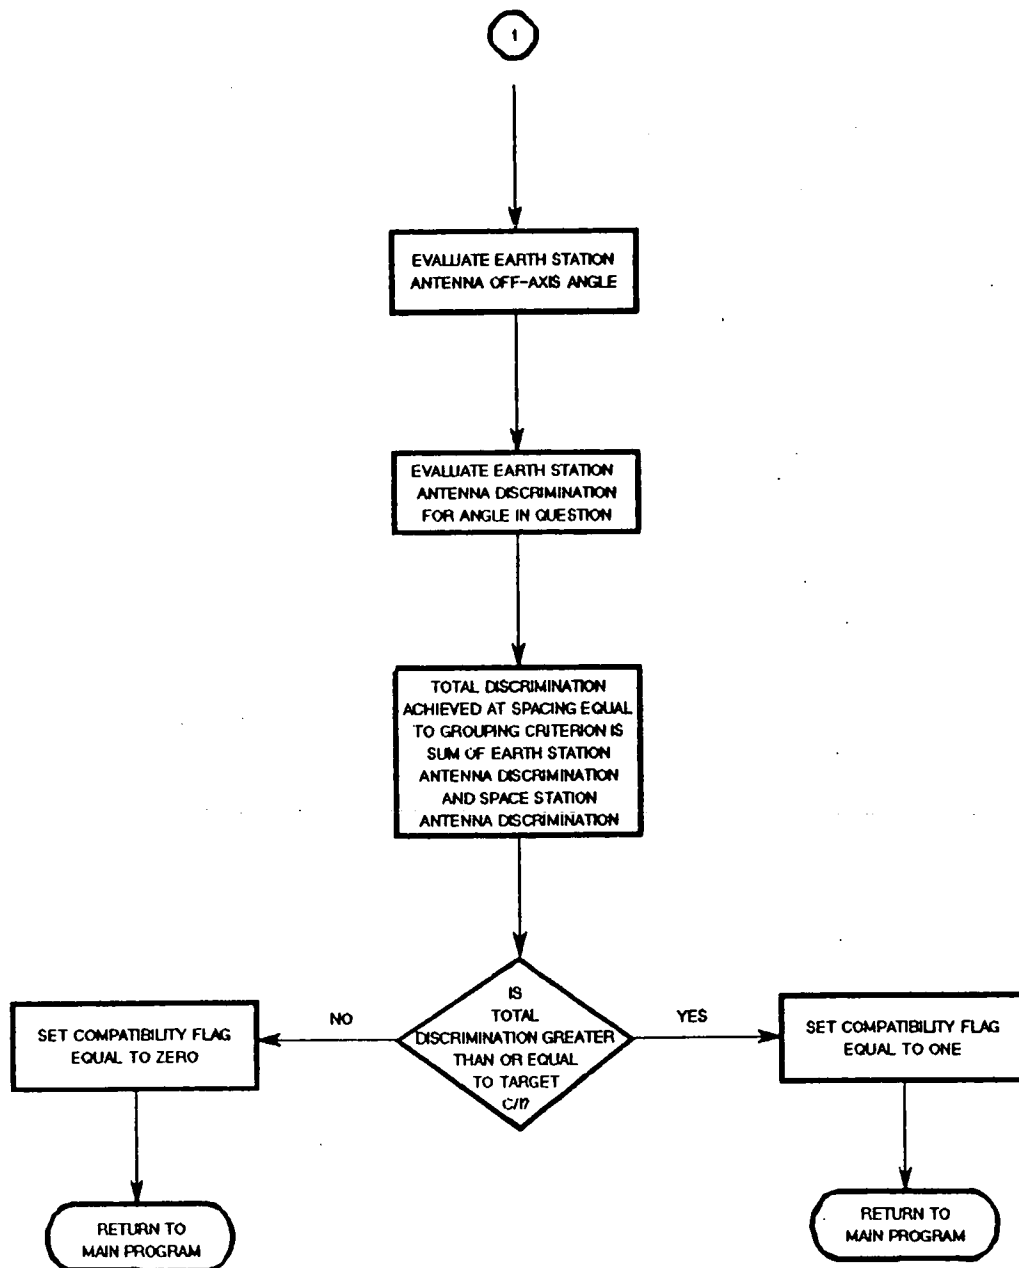 1
EVALUATE EARTH STATION
ANTENNA OFF-AXIS ANGLE
EVALUATE EARTH STATION
ANTENNA DISCRIMINATION
FOR ANGLE IN QUESTION
TOTAL DISCRIMINATION
ACHIEVED AT SPACING EQUAL
TO GROUPING CRITERION IS
SUM OF EARTH STATION
ANTENNA DISCRIMINATION
AND SPACE STATION
ANTENNA DISCRIMINATION
IS
TOTAL
DISCRIMINATION GREATER
THAN OR EQUAL
TO TARGET
C/I?
NO
YES
SET COMPATIBILITY FLAG
EQUAL TO ZERO
SET COMPATIBILITY FLAG
EQUAL TO ONE
RETURN TO
MAIN PROGRAM
RETURN TO
MAIN PROGRAM